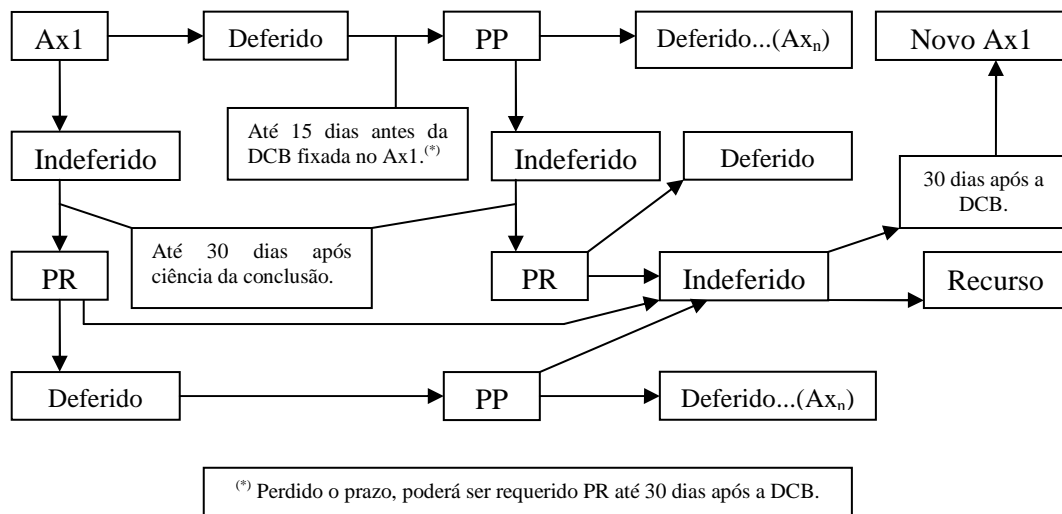 Ax1
Deferido
PP
Deferido...(Axn)
Novo Ax1
Até 15 dias antes da
DCB fixada no Ax1.(*)
Indeferido
Indeferido
Deferido
30 dias após a
DCB.
Até 30 dias após
ciência da conclusão.
PR
PR
Indeferido
Recurso
Deferido
PP
Deferido...(Axn)
(*) Perdido o prazo, poderá ser requerido PR até 30 dias após a DCB.